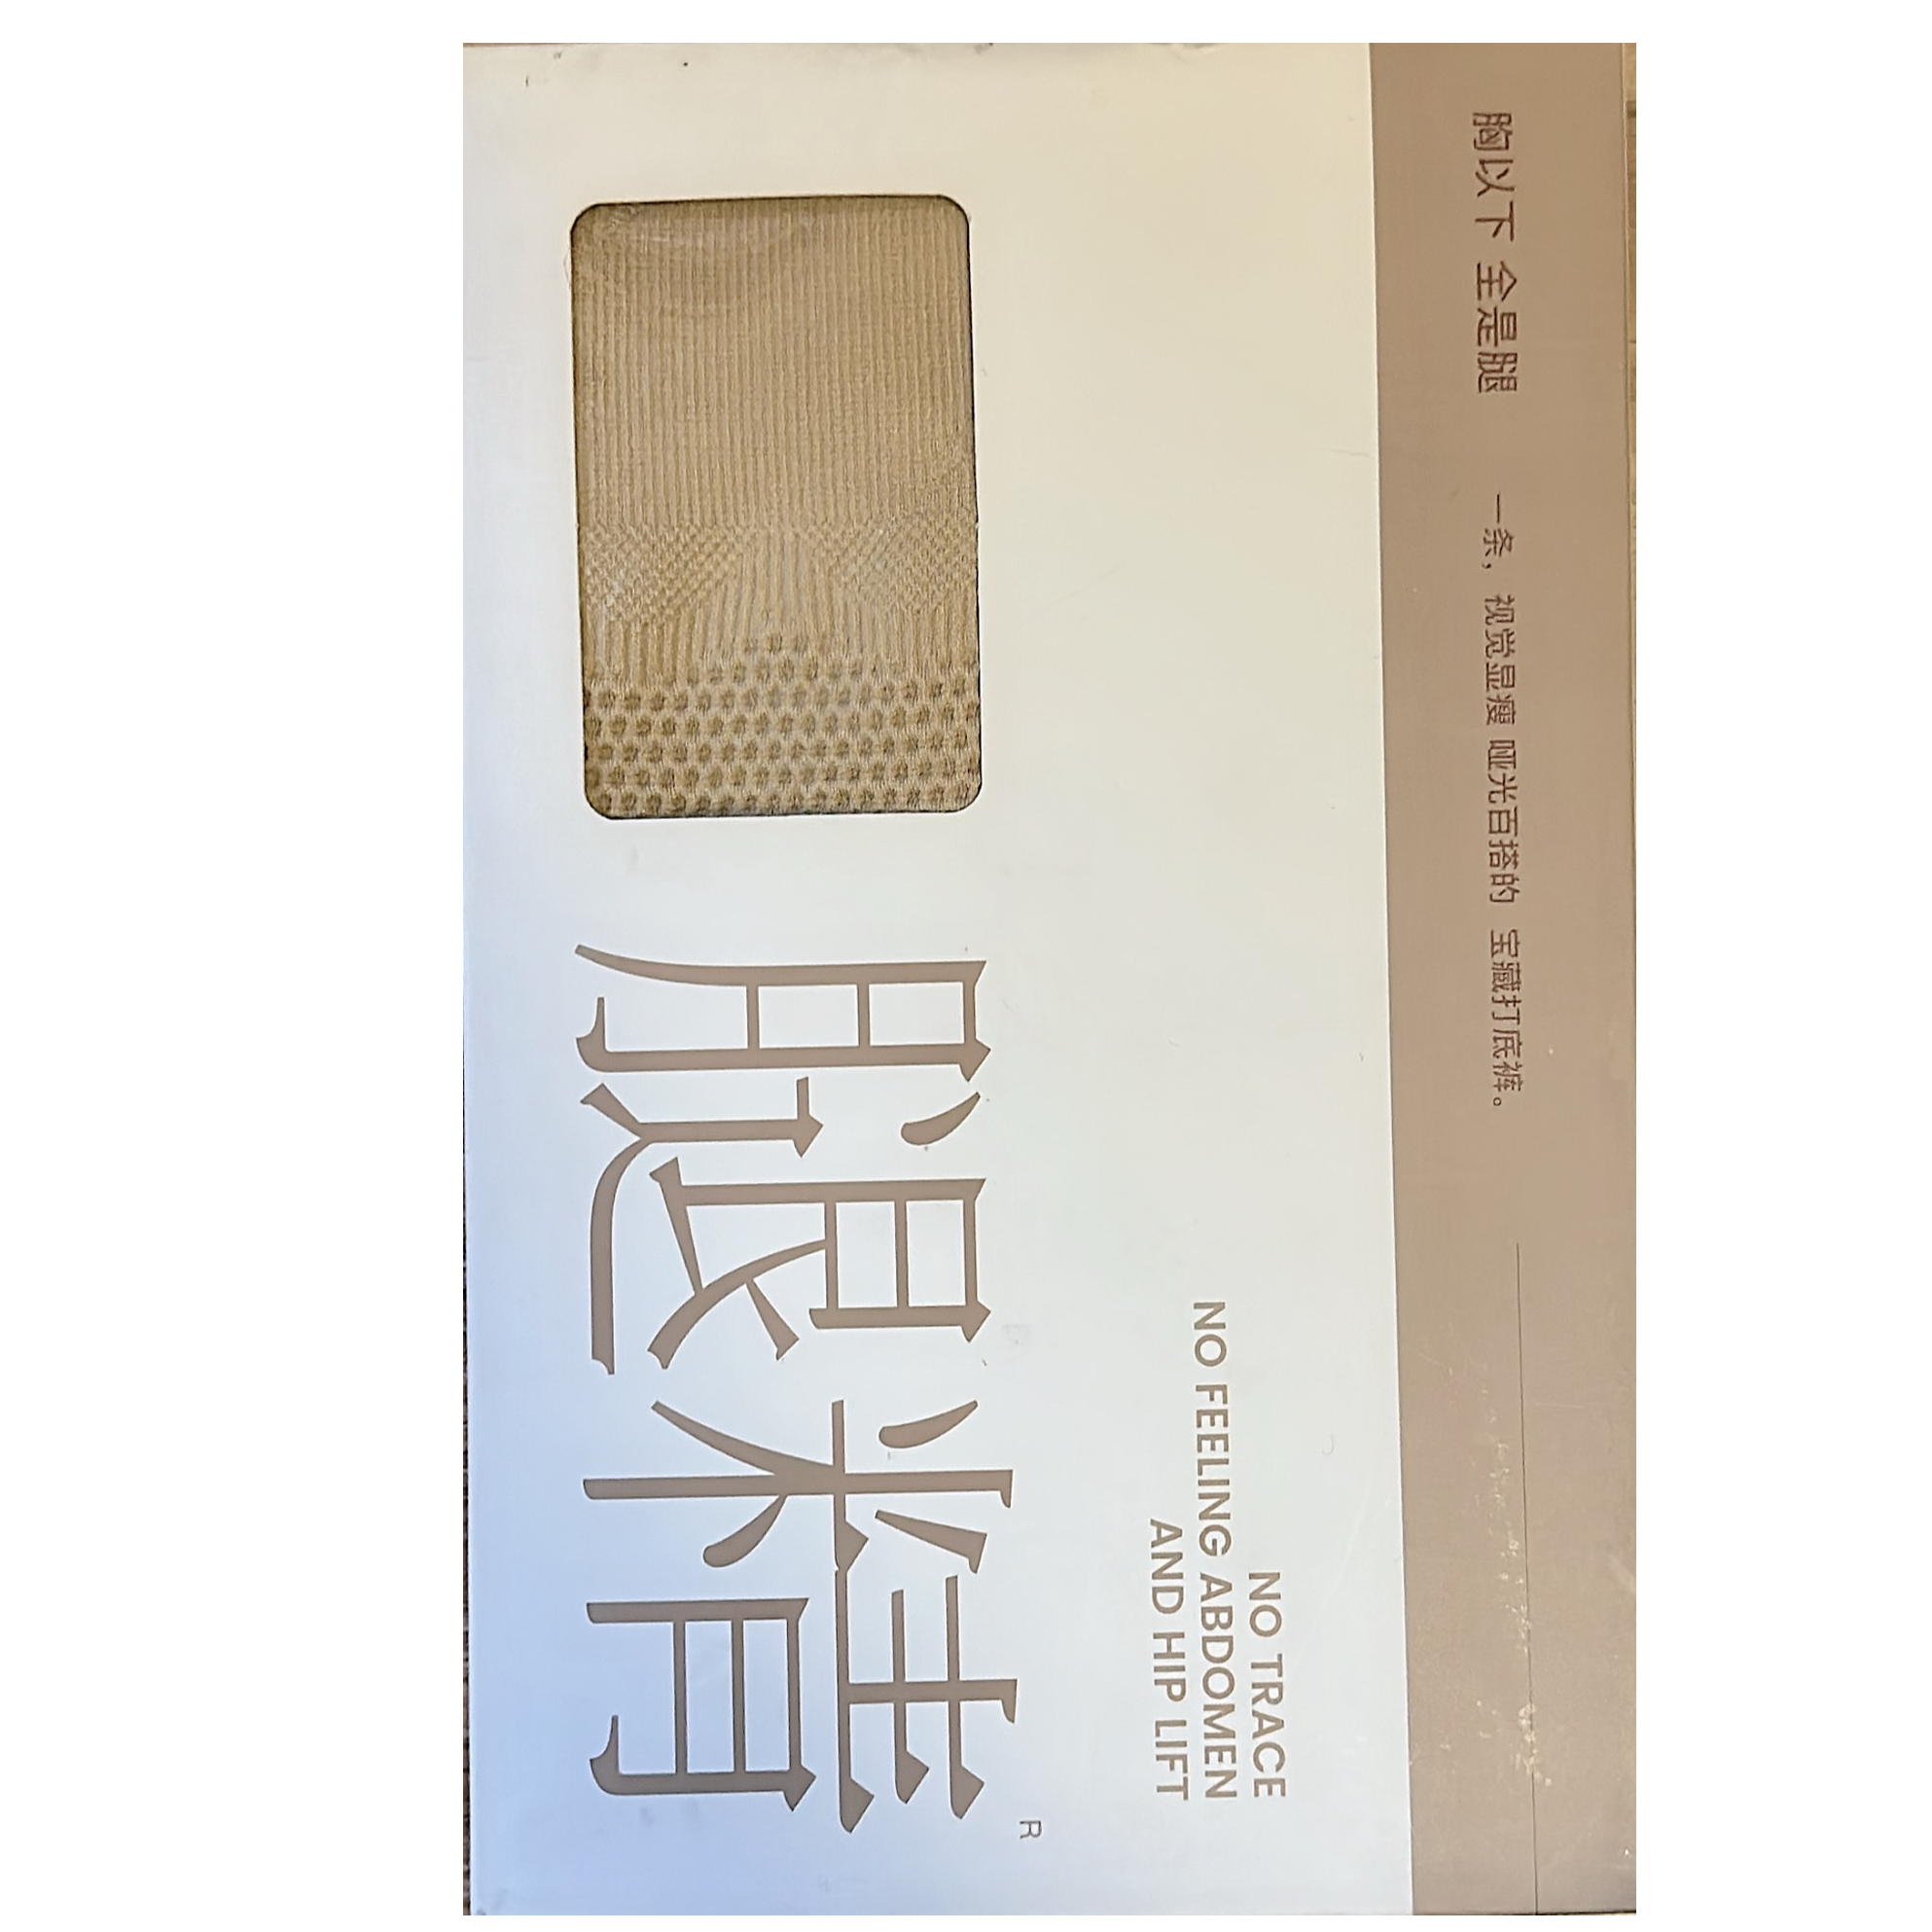 胸以下 全是腿
一条，视觉显瘦 哑光百搭的 宝藏打底裤。
NO TRACE
NO FEELING ABDOMEN
AND HIP LIFT
腿精 R